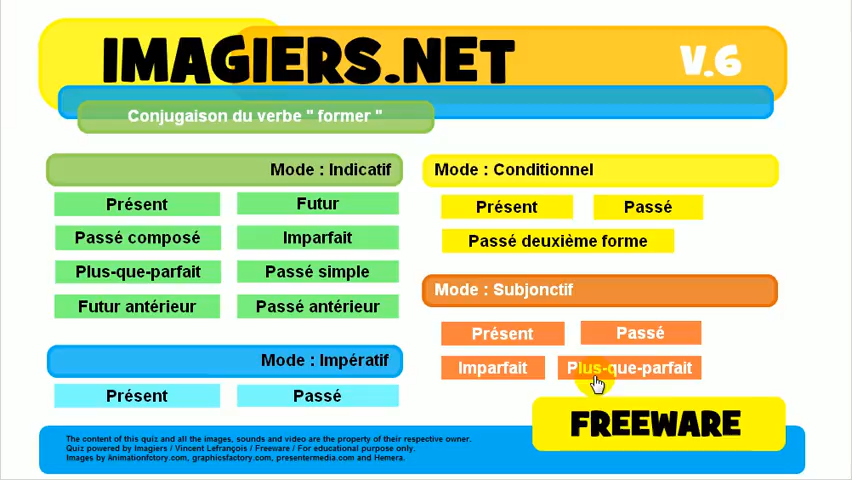 IMAGIERS.NET
V.6
Conjugaison du verbe " former "
Mode : Indicatif
Présent
Futur
Passé composé
Imparfait
Plus-que-parfait
Passé simple
Futur antérieur
Passé antérieur
Mode : Impératif
Présent
Passé
Mode : Conditionnel
Présent
Passé
Passé deuxième forme
Mode : Subjonctif
Présent
Passé
Imparfait
Plus-que-parfait
FREEWARE
The content of this quiz and all the images, sounds and video are the property of their respective owner.
Quiz powered by Imagiers / Vincent Lefrançois / Freeware / For educational purpose only.
Images by Animationfctory.com, graphicsfactory.com, presentermedia.com and Hemera.